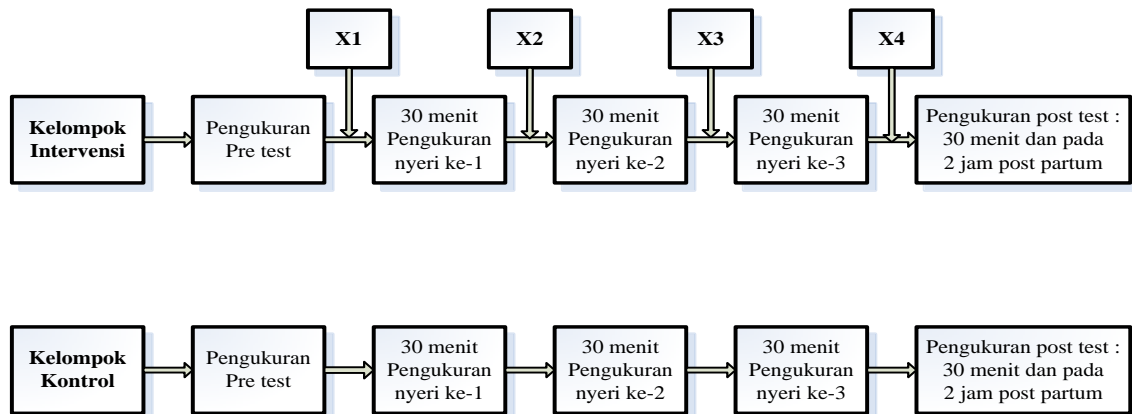 X1
X2
X3
X4
Kelompok
Intervensi
Pengukuran
Pre test
30 menit
Pengukuran
nyeri ke-1
30 menit
Pengukuran
nyeri ke-2
30 menit
Pengukuran
nyeri ke-3
Pengukuran post test :
30 menit dan pada
2 jam post partum
Kelompok
Kontrol
Pengukuran
Pre test
30 menit
Pengukuran
nyeri ke-1
30 menit
Pengukuran
nyeri ke-2
30 menit
Pengukuran
nyeri ke-3
Pengukuran post test :
30 menit dan pada
2 jam post partum